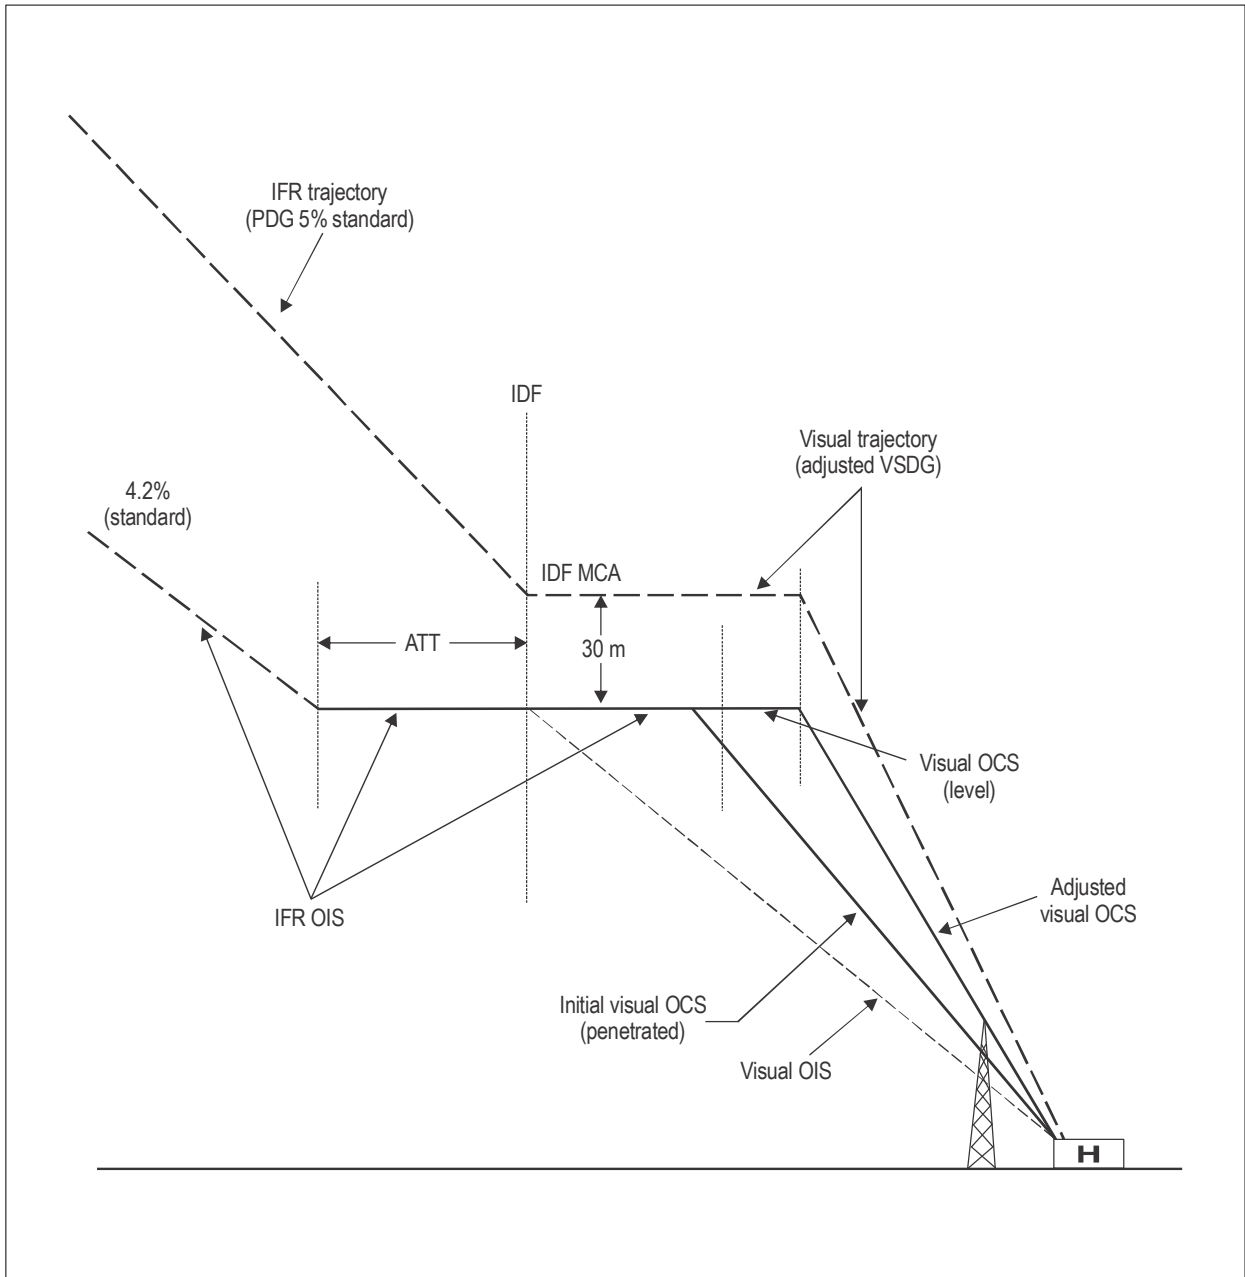 IFR trajectory
(PDG 5% standard)
IDF
Visual trajectory
(adjusted VSDG)
4.2%
(standard)
IDF MCA
ATT
30 m
Visual OCS
(level)
Adjusted
visual OCS
IFR OIS
Initial visual OCS
(penetrated)
Visual OIS
H